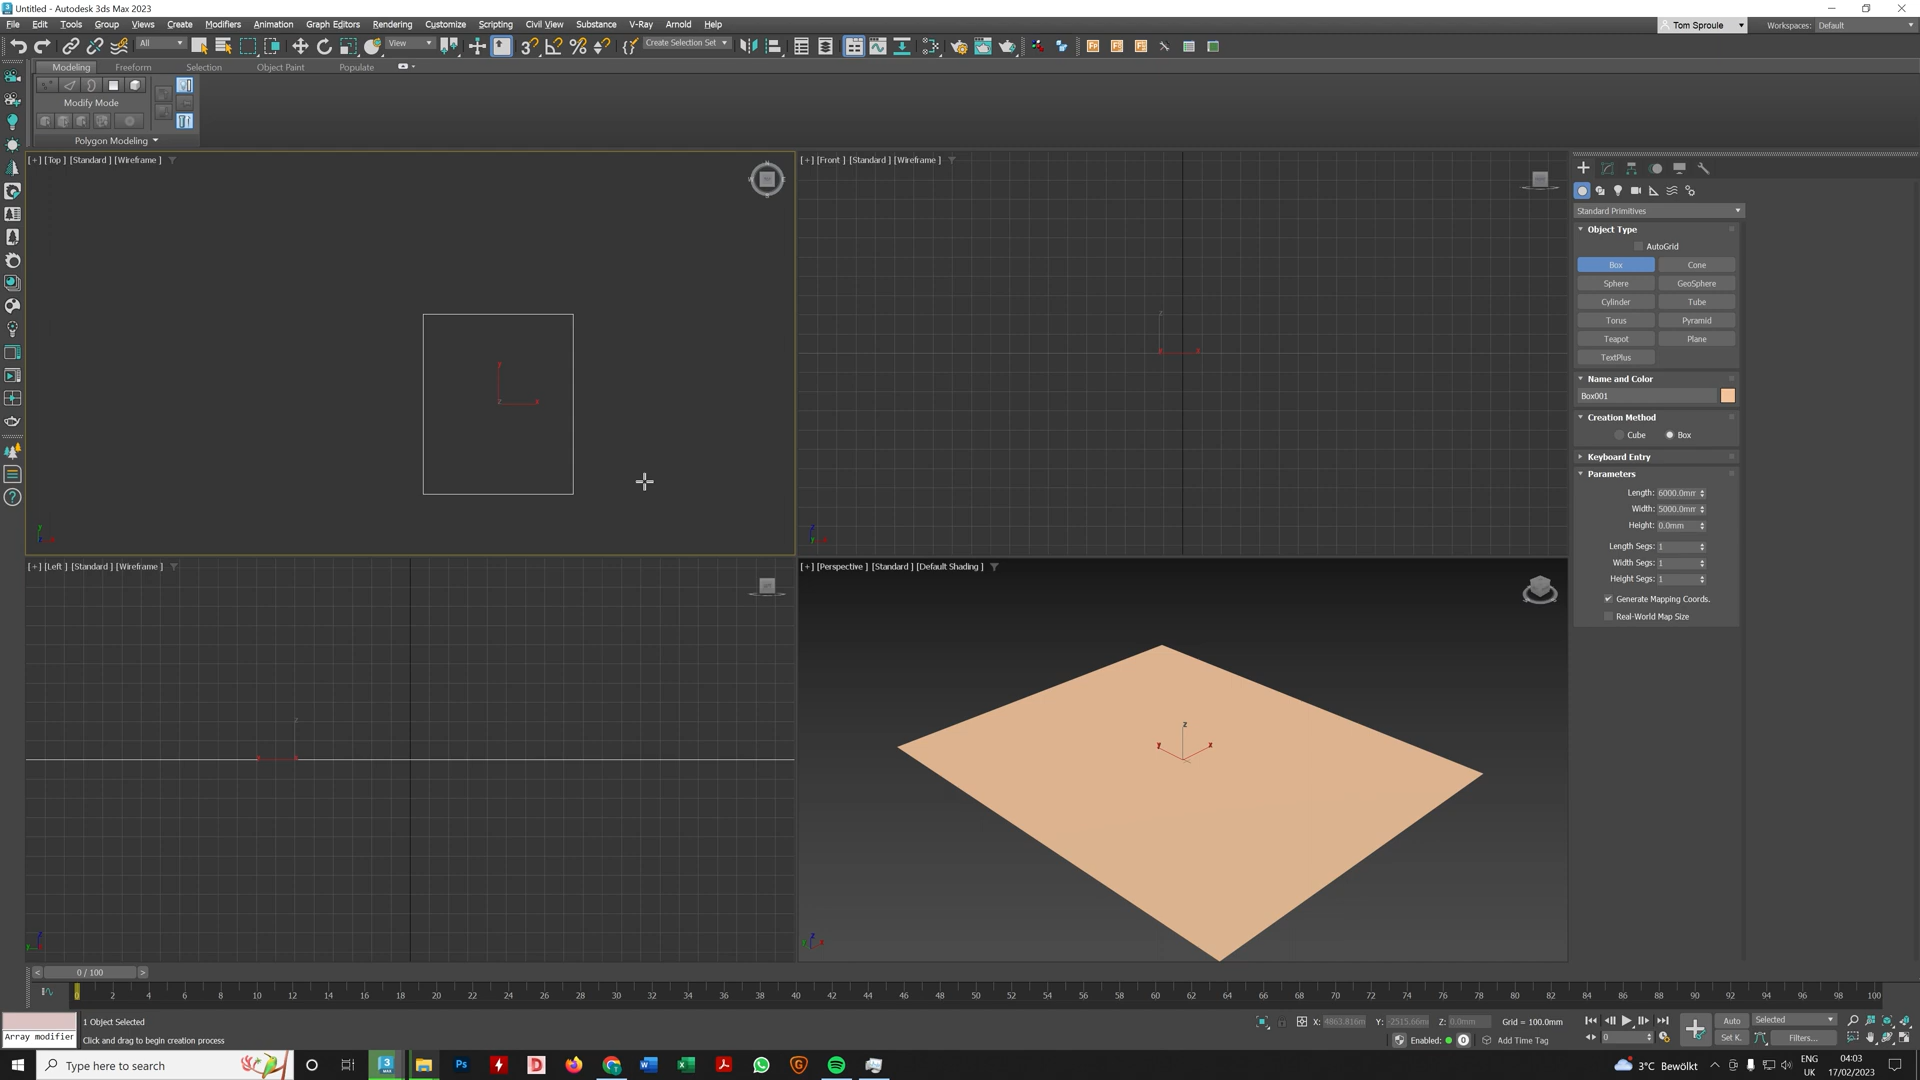 Untitled - Autodesk 3ds Max 2023
File Edit Tools Group Views Create Modifiers Animation Graph Editors Rendering Customize Scripting Civil View Substance V-Ray Arnold Help
Tom Sproule
Workspaces: Default
All View Create Selection Set
Modeling Freeform Selection Object Paint Populate
Modify Mode
Polygon Modeling
[+] [Top ] [Standard ] [Wireframe ]
[+] [Front ] [Standard ] [Wireframe ]
Standard Primitives
Object Type
AutoGrid
Box Cone
Sphere GeoSphere
Cylinder Tube
Torus Pyramid
Teapot Plane
TextPlus
Name and Color
Box001
Creation Method
Cube Box
Keyboard Entry
Parameters
Length: 6000.0mm
Width: 5000.0mm
Height: 0.0mm
Length Segs: 1
Width Segs: 1
Height Segs: 1
Generate Mapping Coords.
Real-World Map Size
[+] [Left ] [Standard ] [Wireframe ]
[+] [Perspective ] [Standard ] [Default Shading ]
z
y x
< 0 / 100 >
0 2 4 6 8 10 12 14 16 18 20 22 24 26 28 30 32 34 36 38 40 42 44 46 48 50 52 54 56 58 60 62 64 66 68 70 72 74 76 78 80 82 84 86 88 90 92 94 96 98 100
1 Object Selected
X: 4863.816m Y: -2515.66m Z: 0.0mm Grid = 100.0mm
Auto Selected
Array modifier
Click and drag to begin creation process
Enabled: 0 Add Time Tag
0
Set K. Filters...
Type here to search
3°C Bewölkt
ENG
UK
04:03
17/02/2023